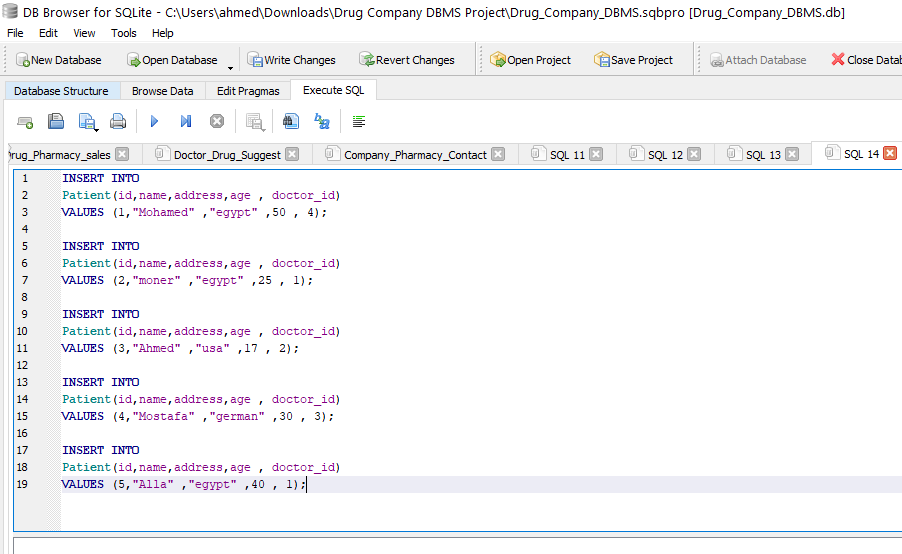 DB Browser for SQLite - C:\Users\ahmed\Downloads\Drug Company DBMS Project\Drug_Company_DBMS.sqbpro [Drug_Company_DBMS.db]
File Edit View Tools Help
New Database Open Database Write Changes Revert Changes Open Project Save Project Attach Database Close Datab
Database Structure Browse Data Edit Pragmas Execute SQL
rug_Pharmacy_sales Doctor_Drug_Suggest Company_Pharmacy_Contact SQL 11 SQL 12 SQL 13 SQL 14
1 INSERT INTO
2 Patient(id,name,address,age , doctor_id)
3 VALUES (1,"Mohamed" ,"egypt" ,50 , 4);
4
5 INSERT INTO
6 Patient(id,name,address,age , doctor_id)
7 VALUES (2,"moner" ,"egypt" ,25 , 1);
8
9 INSERT INTO
10 Patient(id,name,address,age , doctor_id)
11 VALUES (3,"Ahmed" ,"usa" ,17 , 2);
12
13 INSERT INTO
14 Patient(id,name,address,age , doctor_id)
15 VALUES (4,"Mostafa" ,"german" ,30 , 3);
16
17 INSERT INTO
18 Patient(id,name,address,age , doctor_id)
19 VALUES (5,"Alla" ,"egypt" ,40 , 1);